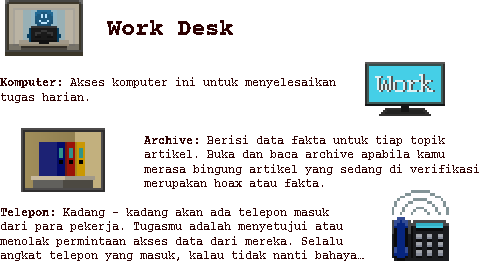 Work Desk
Komputer: Akses komputer ini untuk menyelesaikan
tugas harian.
Work
Archive: Berisi data fakta untuk tiap topik
artikel. Buka dan baca archive apabila kamu
merasa bingung artikel yang sedang di verifikasi
merupakan hoax atau fakta.
Telepon: Kadang - kadang akan ada telepon masuk
dari para pekerja. Tugasmu adalah menyetujui atau
menolak permintaan akses data dari mereka. Selalu
angkat telepon yang masuk, kalau tidak nanti bahaya…